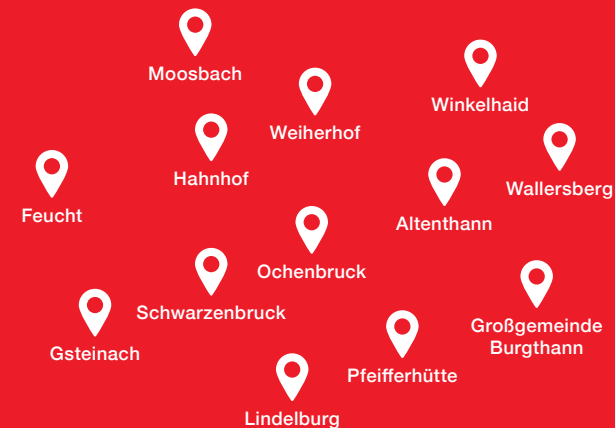 Moosbach
Winkelhaid
Weiherhof
Hahnhof
Wallersberg
Feucht
Altenthann
Ochenbruck
Schwarzenbruck
Großgemeinde
Burgthann
Gsteinach
Pfeifferhütte
Lindelburg